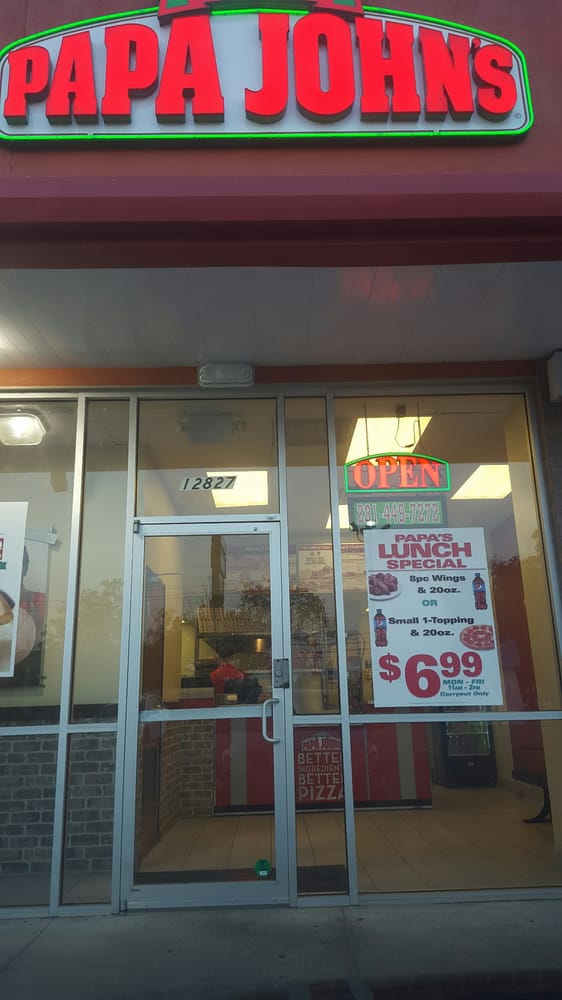 PAPA JOHN'S
12827
OPEN
281-449-7272
PAPA'S
LUNCH
SPECIAL
8pc Wings
& 20oz.
OR
Small 1-Topping
& 20oz.
$6.99
MON - FRI
11AM - 2PM
Carryout Only
PAPA JOHN'S
BETTER
INGREDIENTS
BETTER
PIZZA